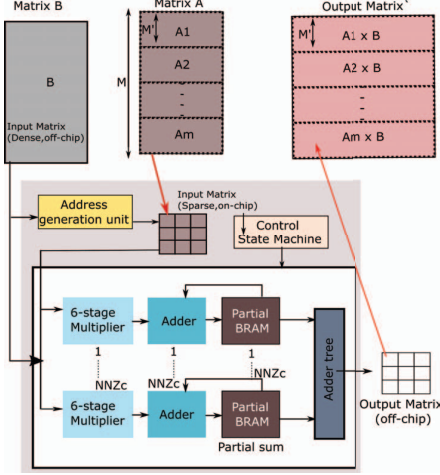 Matrix B
Matrix A
Output Matrix`
M'
A1
A2
Am
M
M'
A1 x B
A2 x B
Am x B
B
Input Matrix
(Dense,off-chip)
Address
generation unit
Input Matrix
(Sparse,on-chip)
Control
State Machine
6-stage
Multiplier
Adder
Partial
BRAM
1
1
1
NNZc
NNZc
NNZc
6-stage
Multiplier
Adder
Partial
BRAM
Partial sum
Adder tree
Output Matrix
(off-chip)